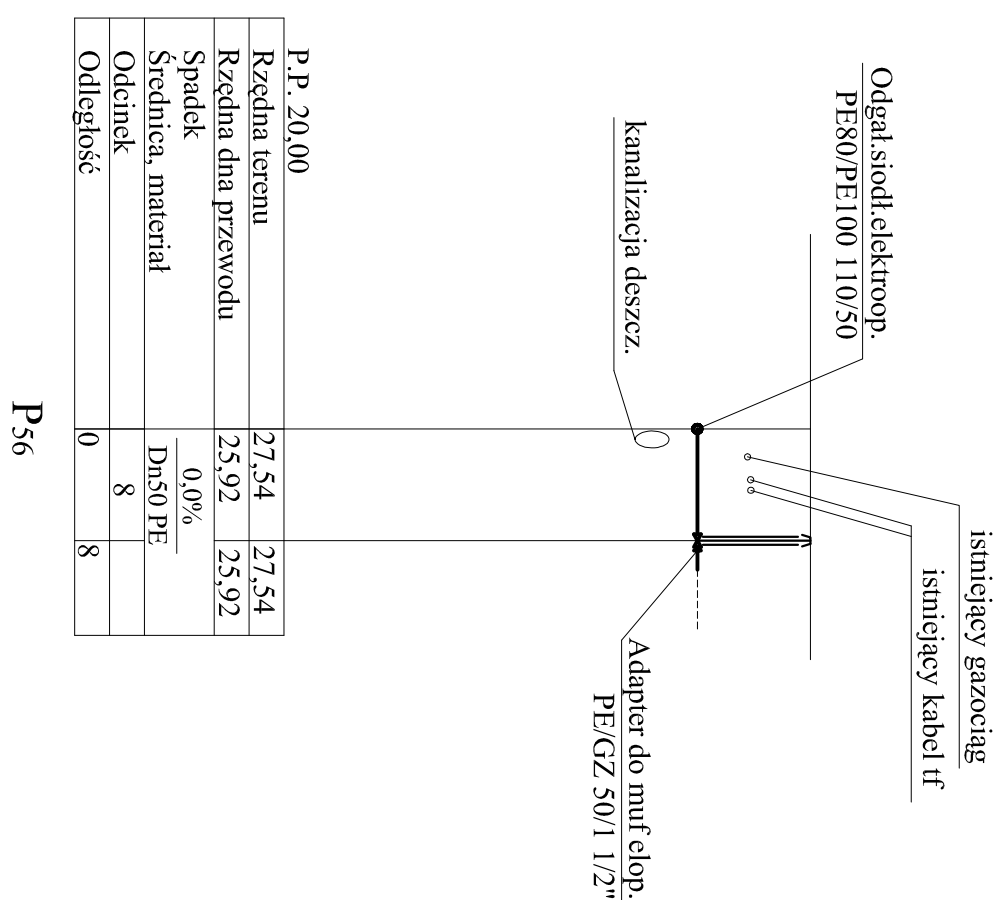 istniejący gazociąg
istniejący kabel tf
Odgał.siodł.elektroop.
PE80/PE100 110/50
kanalizacja deszcz.
Adapter do muf elop.
PE/GZ 50/1 1/2"
P.P. 20,00
Rzędna terenu 27,54 27,54
Rzędna dna przewodu 25,92 25,92
Spadek 0,0%
Średnica, materiał Dn50 PE
Odcinek 8
Odległość 0 8
P56